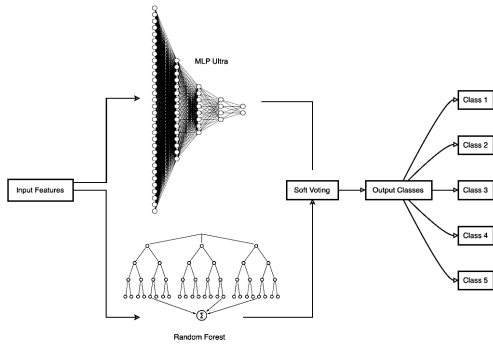 MLP Ultra
Input Features
Soft Voting
Output Classes
Class 1
Class 2
Class 3
Class 4
Class 5
Σ
Random Forest